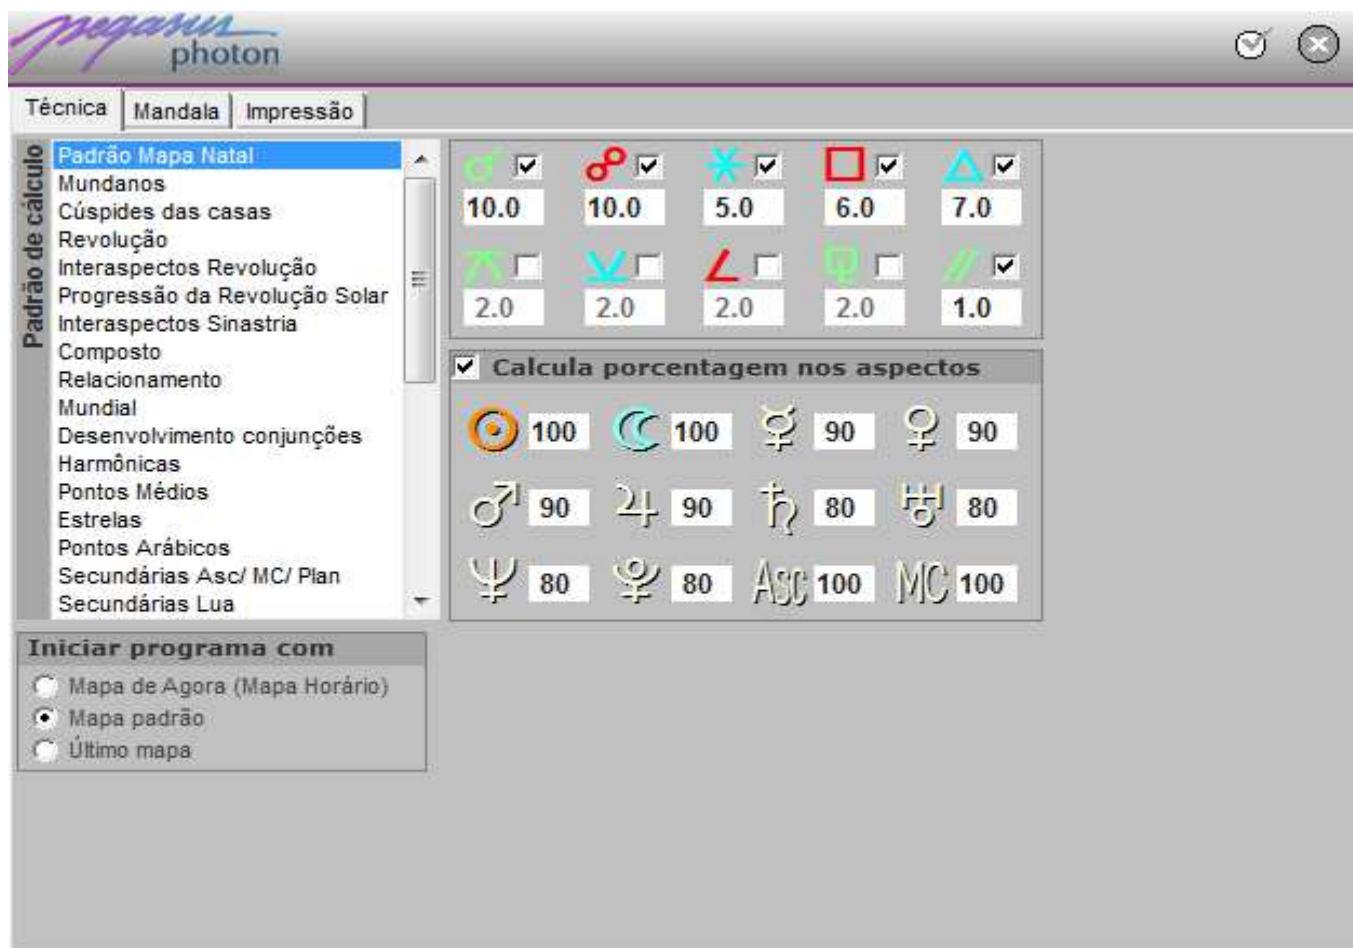 pegasus
photon
Técnica
Mandala
Impressão
Padrão de cálculo
Padrão Mapa Natal
Mundanos
Cúspides das casas
Revolução
Interaspectos Revolução
Progressão da Revolução Solar
Interaspectos Sinastria
Composto
Relacionamento
Mundial
Desenvolvimento conjunções
Harmônicas
Pontos Médios
Estrelas
Pontos Arábicos
Secundárias Asc/ MC/ Plan
Secundárias Lua
10.0 10.0 5.0 6.0 7.0
2.0 2.0 2.0 2.0 1.0
Calcula porcentagem nos aspectos
100 100 90 90
90 90 80 80
80 80 Asc 100 MC 100
Iniciar programa com
Mapa de Agora (Mapa Horário)
Mapa padrão
Último mapa